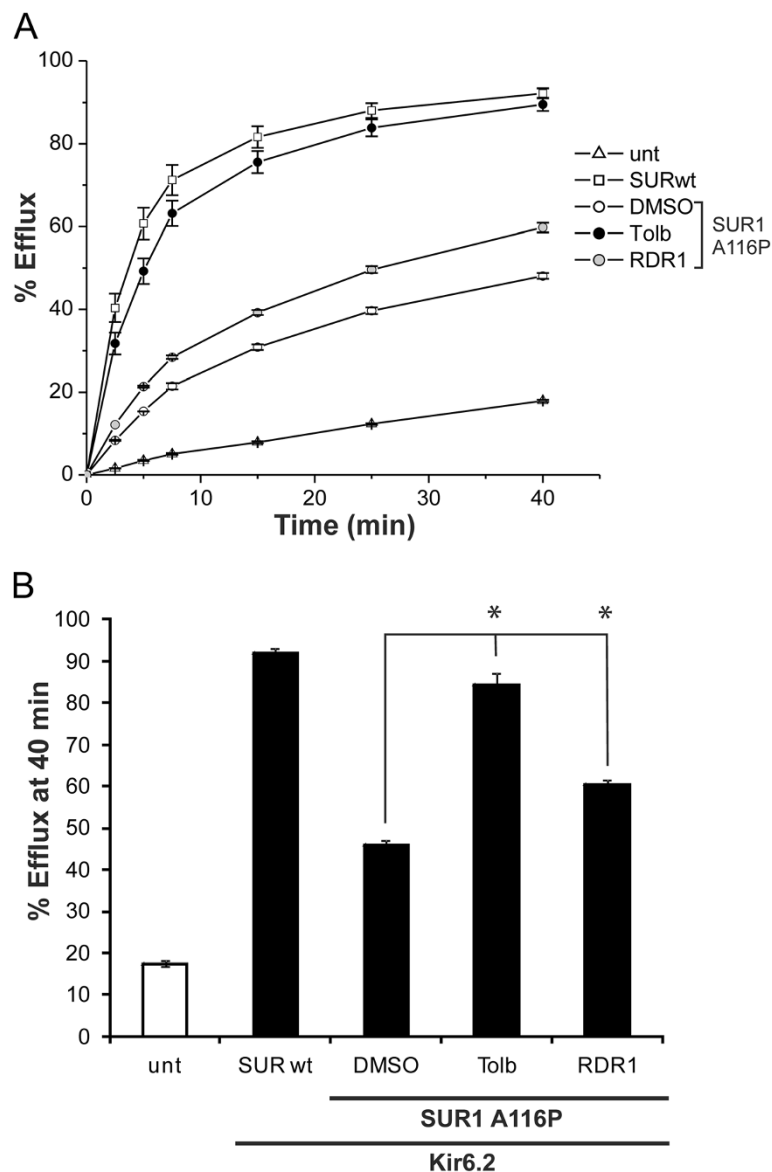 A
100
80
60
40
20
0
% Efflux
0 10 20 30 40
Time (min)
unt
SURwt
DMSO
Tolb
RDR1
SUR1
A116P
B
100
90
80
70
60
50
40
30
20
10
0
% Efflux at 40 min
* *
unt SUR wt DMSO Tolb RDR1
SUR1 A116P
Kir6.2